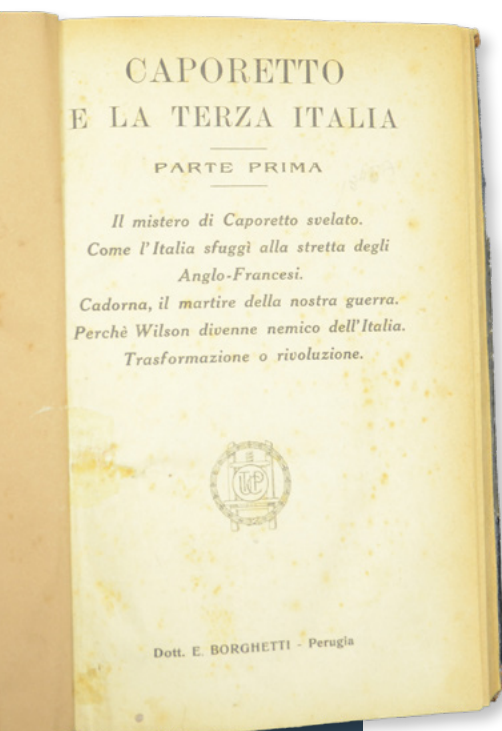 CAPORETTO
E LA TERZA ITALIA
PARTE PRIMA
Il mistero di Caporetto svelato.
Come l'Italia sfuggì alla stretta degli
Anglo-Francesi.
Cadorna, il martire della nostra guerra.
Perchè Wilson divenne nemico dell'Italia.
Trasformazione o rivoluzione.
Dott. E. BORGHETTI - Perugia